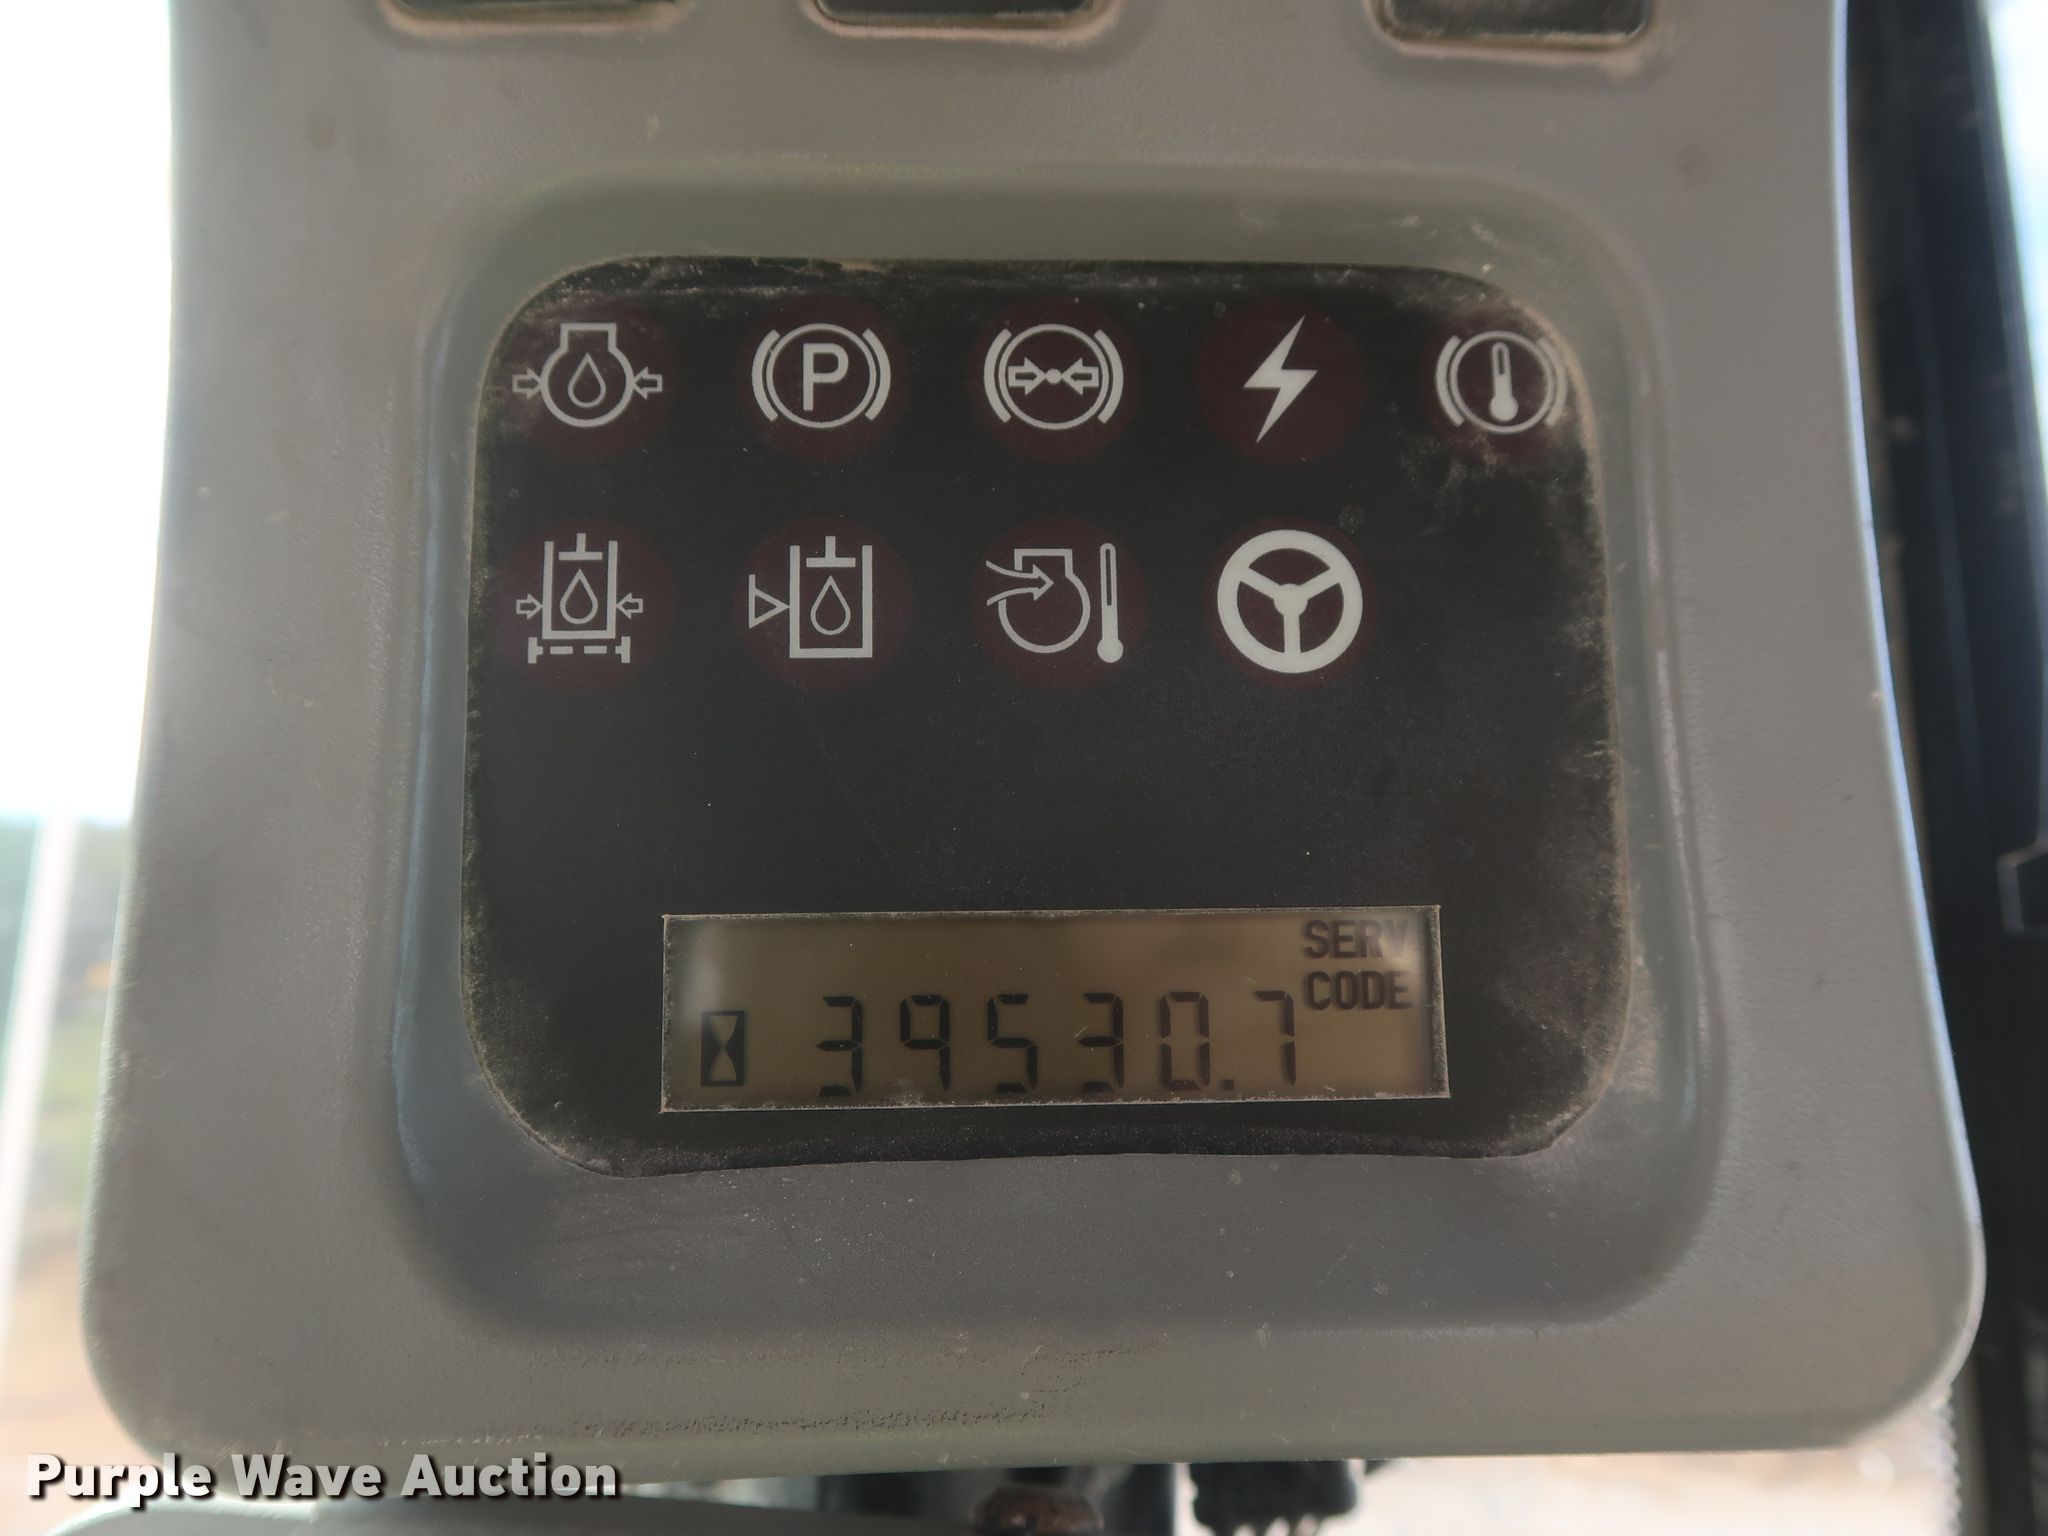 P
SERV
CODE
39530.7
Purple Wave Auction